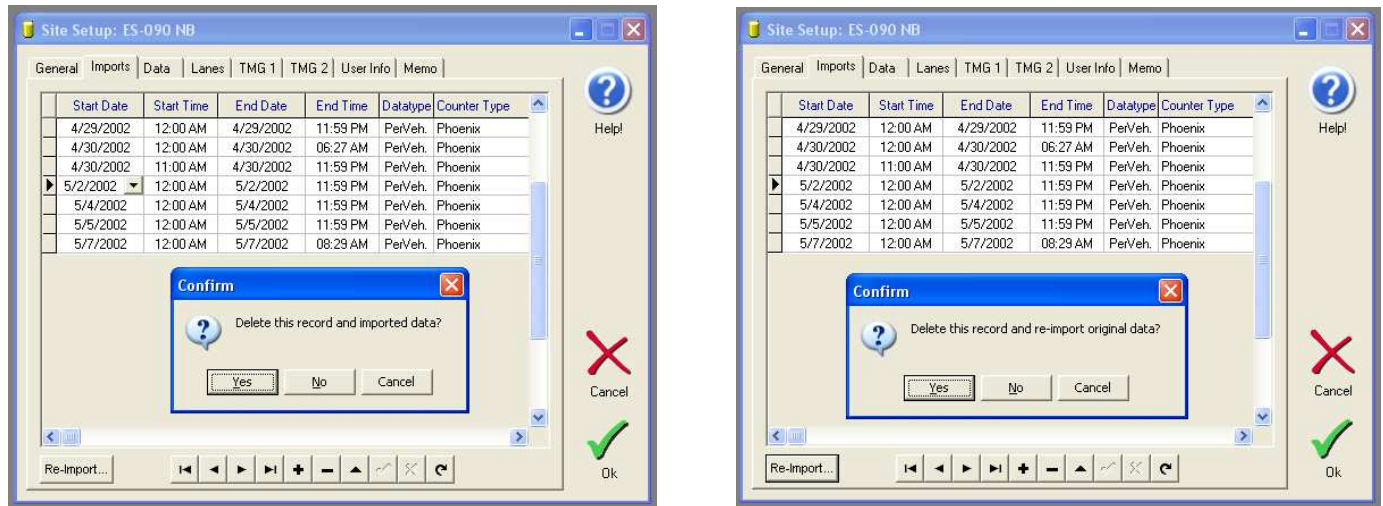 Site Setup: ES-090 NB
General Imports Data Lanes TMG 1 TMG 2 User Info Memo
Start Date Start Time End Date End Time Datatype Counter Type
4/29/2002 12:00 AM 4/29/2002 11:59 PM PerVeh. Phoenix
4/30/2002 12:00 AM 4/30/2002 06:27 AM PerVeh. Phoenix
4/30/2002 11:00 AM 4/30/2002 11:59 PM PerVeh. Phoenix
5/2/2002 12:00 AM 5/2/2002 11:59 PM PerVeh. Phoenix
5/4/2002 12:00 AM 5/4/2002 11:59 PM PerVeh. Phoenix
5/5/2002 12:00 AM 5/5/2002 11:59 PM PerVeh. Phoenix
5/7/2002 12:00 AM 5/7/2002 08:29 AM PerVeh. Phoenix
Confirm
Delete this record and imported data?
Yes No Cancel
Re-Import...
Help!
Cancel
Ok
Site Setup: ES-090 NB
General Imports Data Lanes TMG 1 TMG 2 User Info Memo
Start Date Start Time End Date End Time Datatype Counter Type
4/29/2002 12:00 AM 4/29/2002 11:59 PM PerVeh. Phoenix
4/30/2002 12:00 AM 4/30/2002 06:27 AM PerVeh. Phoenix
4/30/2002 11:00 AM 4/30/2002 11:59 PM PerVeh. Phoenix
5/2/2002 12:00 AM 5/2/2002 11:59 PM PerVeh. Phoenix
5/4/2002 12:00 AM 5/4/2002 11:59 PM PerVeh. Phoenix
5/5/2002 12:00 AM 5/5/2002 11:59 PM PerVeh. Phoenix
5/7/2002 12:00 AM 5/7/2002 08:29 AM PerVeh. Phoenix
Confirm
Delete this record and re-import original data?
Yes No Cancel
Re-Import...
Help!
Cancel
Ok